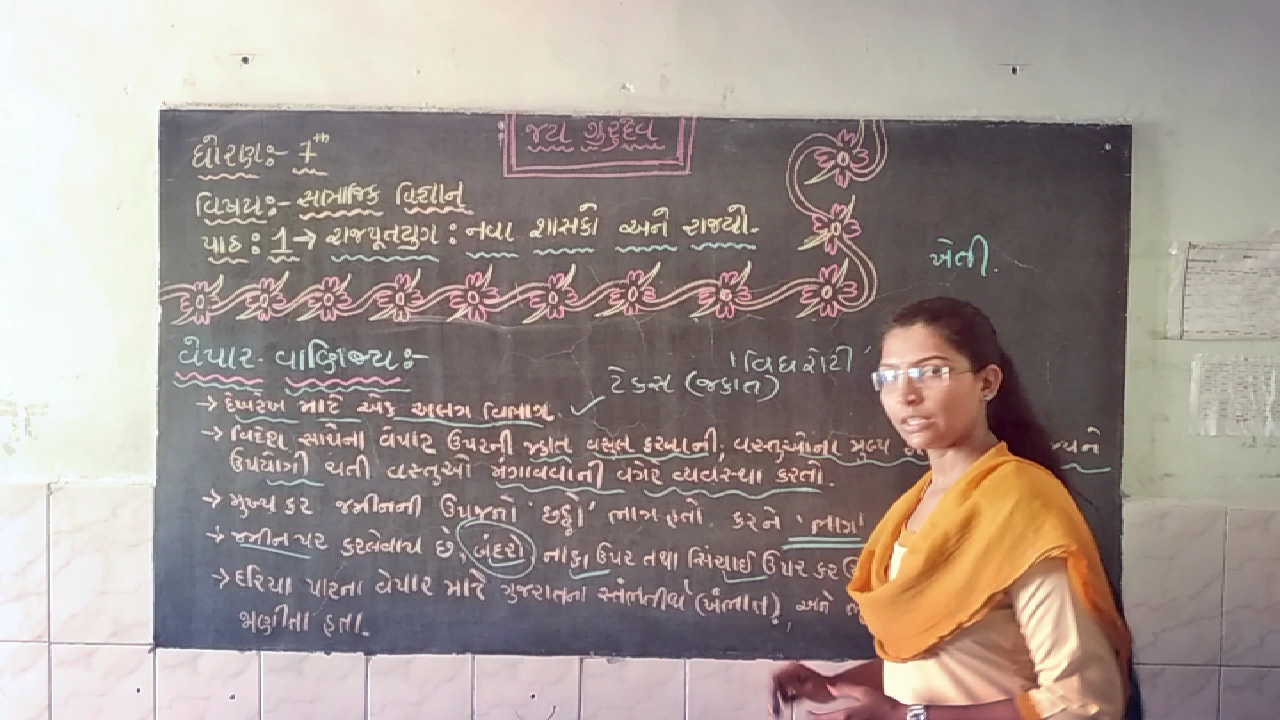 જય ગુરુદેવ
ધોરણ:- 7th
વિષય:- સામાજિક વિજ્ઞાન
પાઠ : 1 → રાજપૂતયુગ : નવા શાસકો અને રાજ્યો.
ખેતી.
વેપાર-વાણિજ્ય :-
'વિઘરોટી'
ટેક્સ (જકાત)
→ દેખરેખ માટે એક અલગ વિભાગ.
→ વિદેશ સાથેના વેપાર ઉપરની જકાત વસૂલ કરવાની, વસ્તુઓના મૂલ્ય
ઉપયોગી થતી વસ્તુઓ મંગાવવાની વગેરે વ્યવસ્થા કરતો.
→ મુખ્ય કર જમીનની ઉપજનો 'છઠ્ઠો' ભાગ હતો. કરને 'ભાગ'
→ જમીન પર કરલેવાય છે, બંદરો, નાકા ઉપર તથા સિંચાઈ ઉપર કર
→ દરિયા પારના વેપાર માટે ગુજરાતના સ્તંભતીર્થ (ખંભાત), અને
જાણીતા હતા.